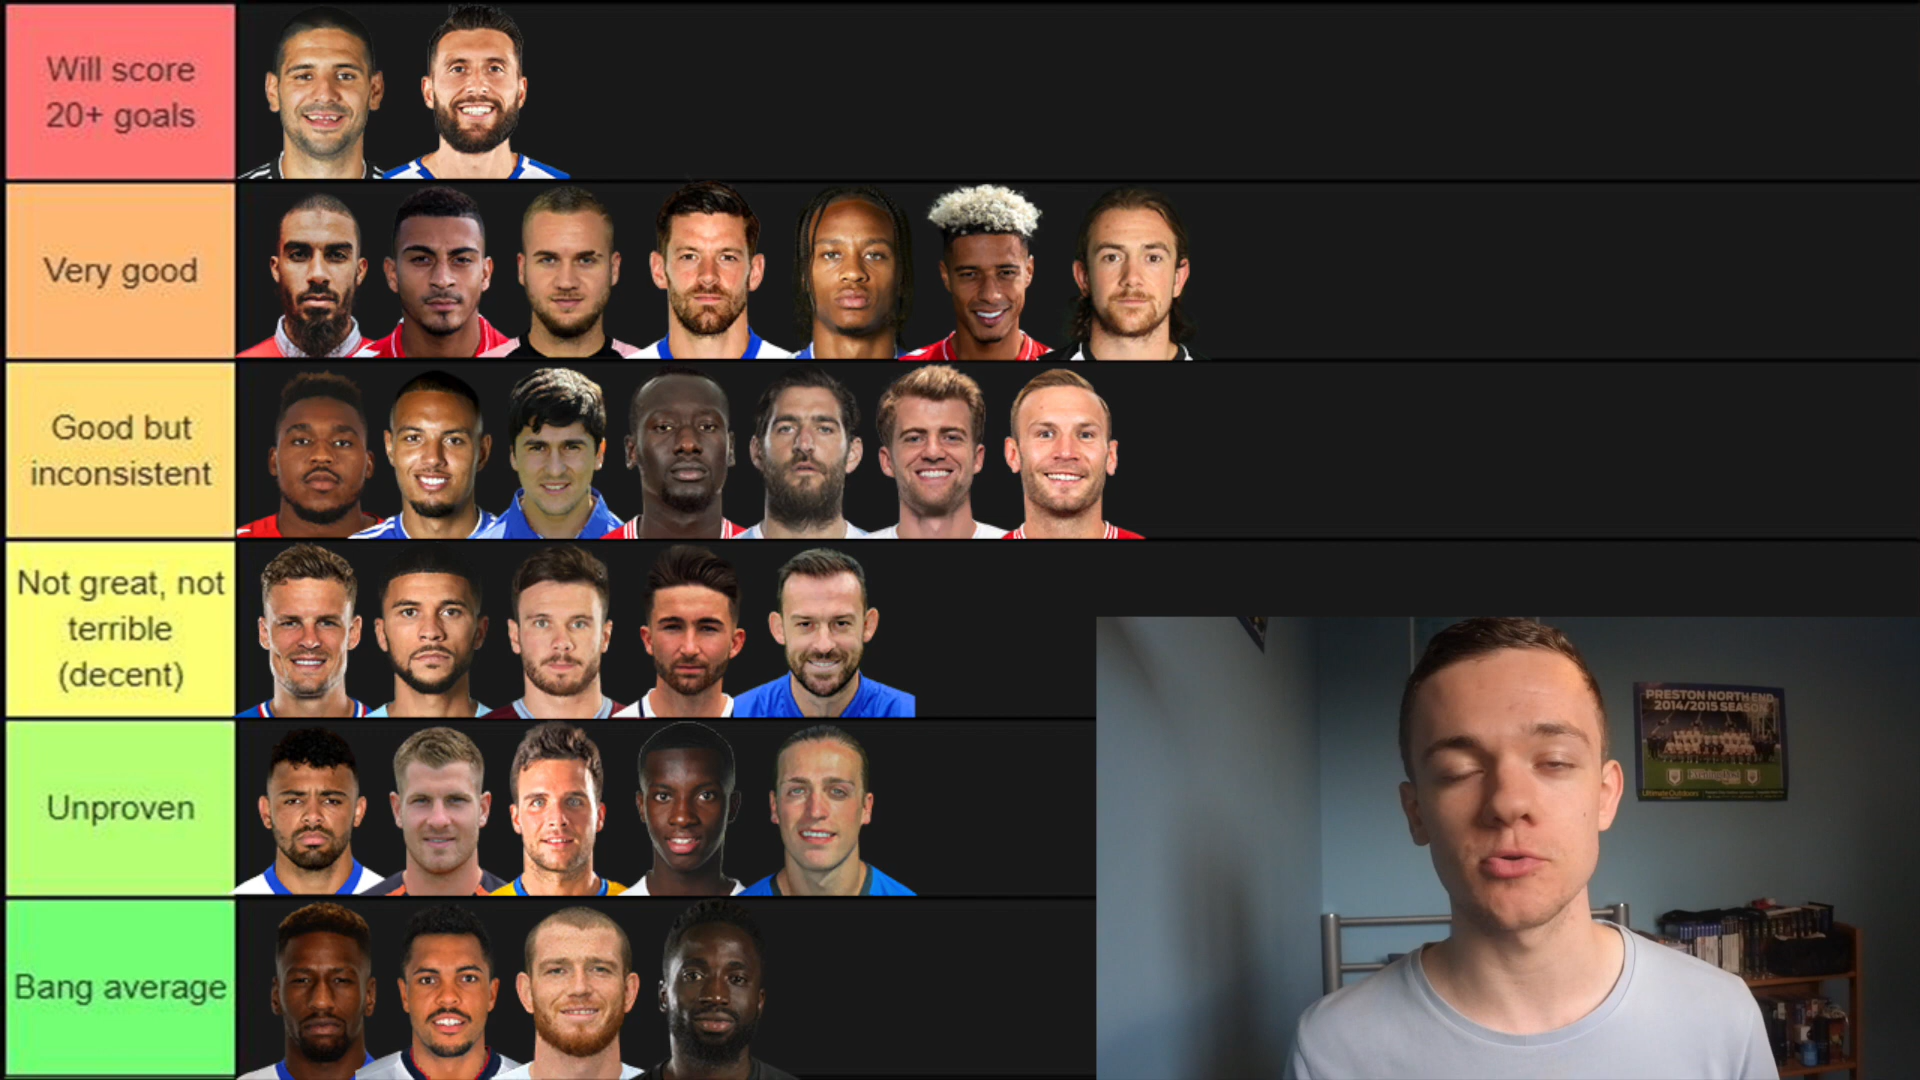 Will score
20+ goals
Very good
Good but
inconsistent
Not great, not
terrible
(decent)
Unproven
Bang average
PRESTON NORTH END
2014/2015 SEASON
UltimateOutdoors